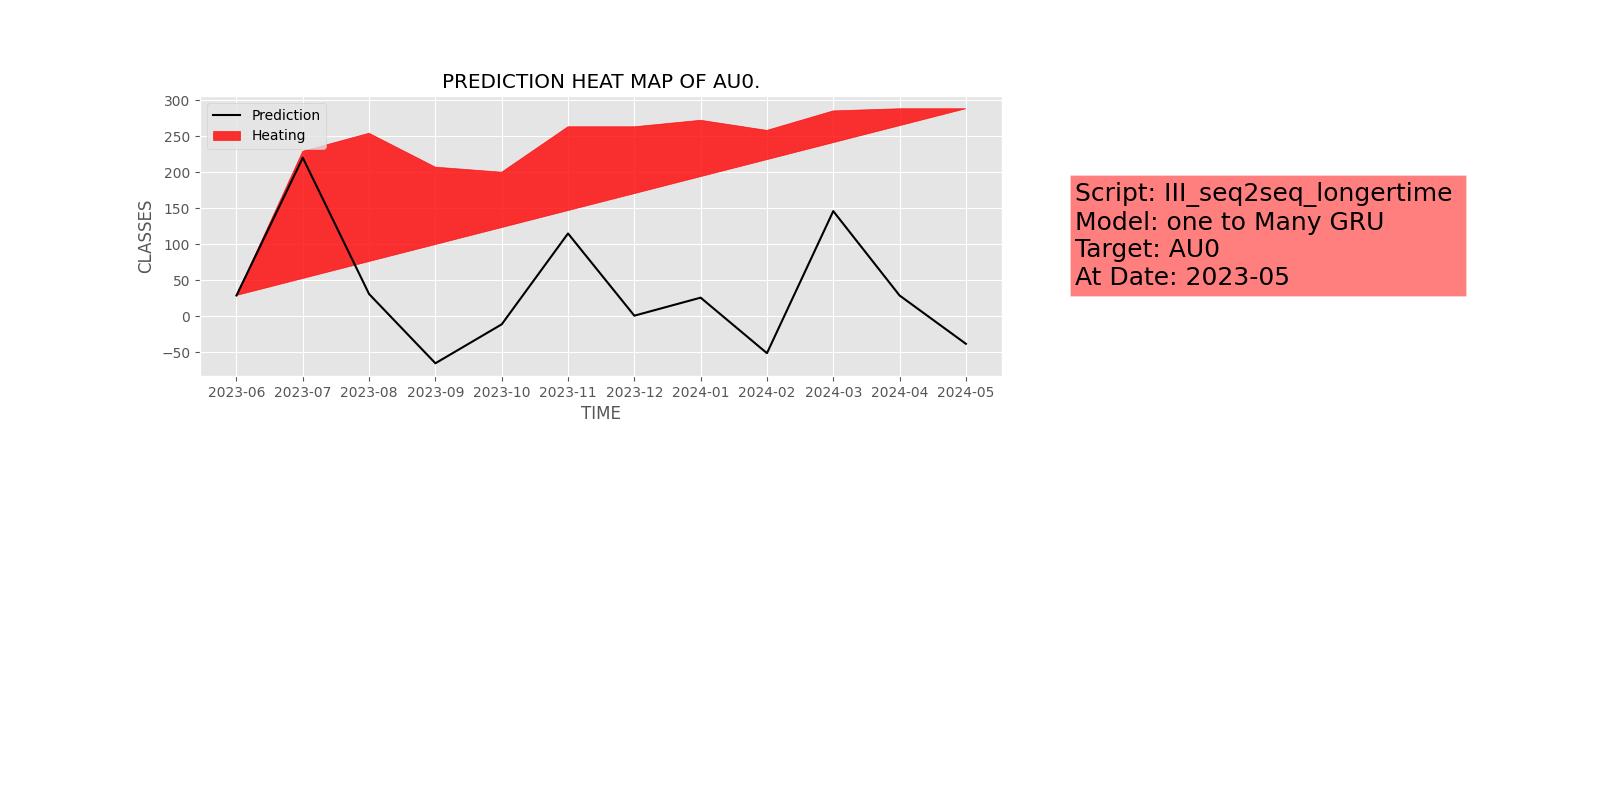 PREDICTION HEAT MAP OF AU0.
Prediction
Heating
300
250
200
150
100
50
0
−50
CLASSES
2023-06 2023-07 2023-08 2023-09 2023-10 2023-11 2023-12 2024-01 2024-02 2024-03 2024-04 2024-05
TIME
Script: III_seq2seq_longertime
Model: one to Many GRU
Target: AU0
At Date: 2023-05